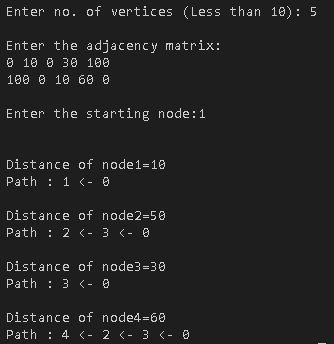 Enter no. of vertices (Less than 10): 5
Enter the adjacency matrix:
0 10 0 30 100
100 0 10 60 0
Enter the starting node:1
Distance of node1=10
Path : 1 <- 0
Distance of node2=50
Path : 2 <- 3 <- 0
Distance of node3=30
Path : 3 <- 0
Distance of node4=60
Path : 4 <- 2 <- 3 <- 0